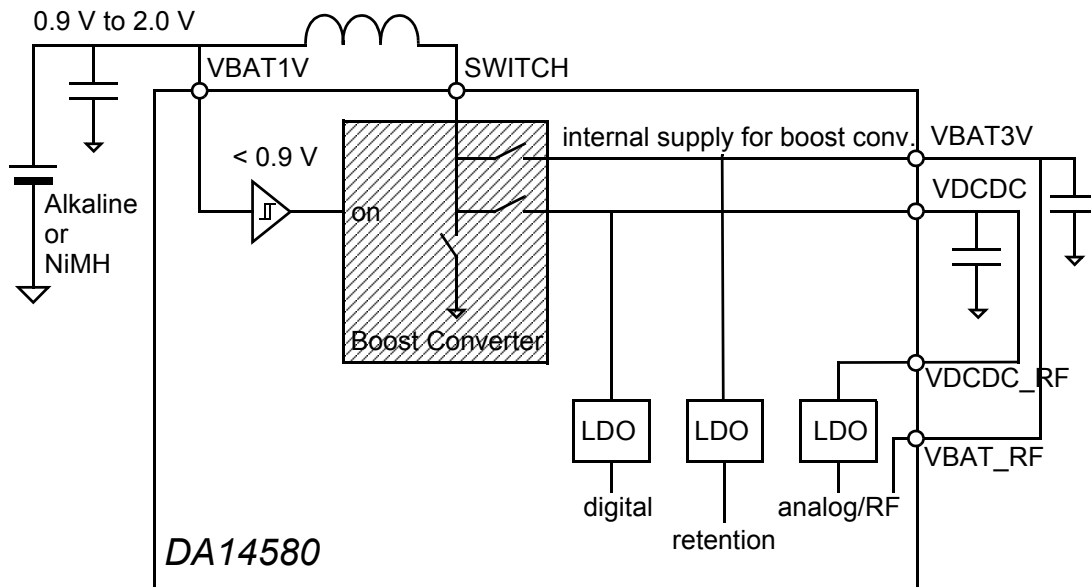 0.9 V to 2.0 V
VBAT1V
SWITCH
internal supply for boost conv.
VBAT3V
< 0.9 V
VDCDC
Alkaline
or
NiMH
on
Boost Converter
VDCDC_RF
LDO
LDO
LDO
VBAT_RF
digital
analog/RF
retention
DA14580